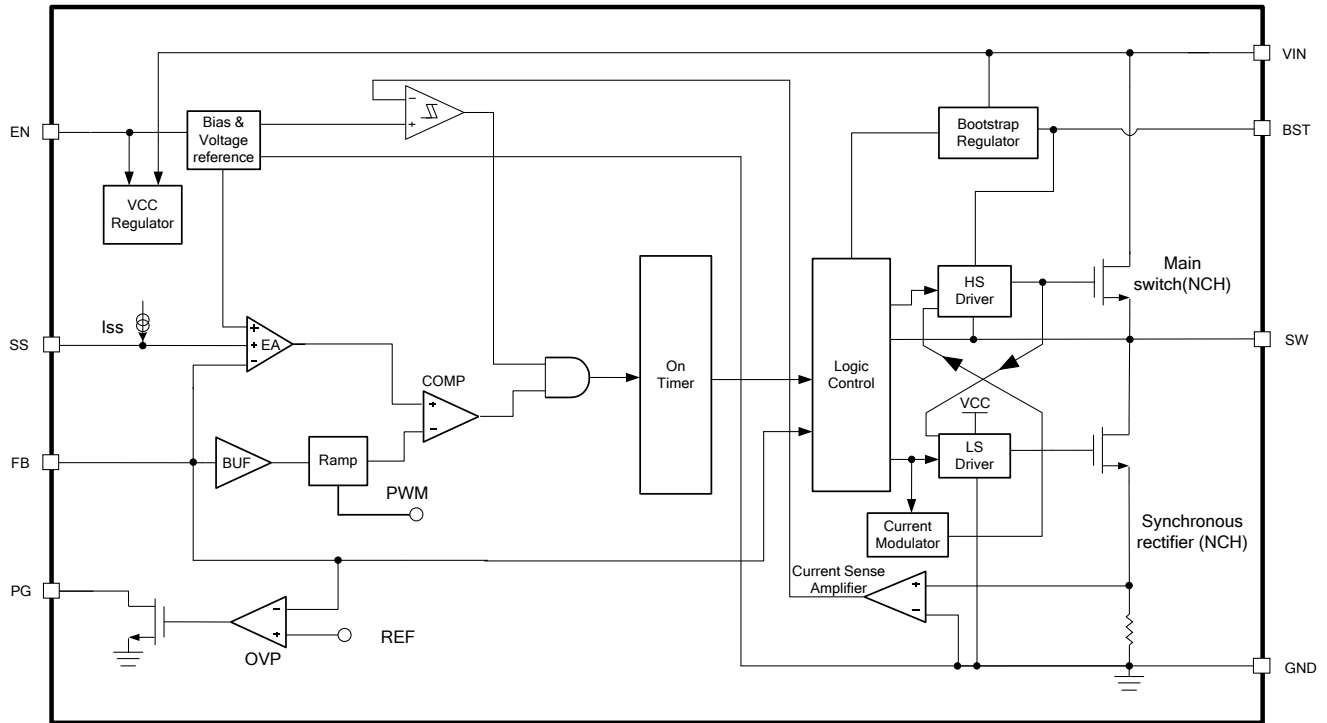 VIN
EN
Bias &
Voltage
reference
−
+
Bootstrap
Regulator
BST
VCC
Regulator
Main
switch(NCH)
HS
Driver
Iss
SS
+
+
−
EA
On
Timer
Logic
Control
SW
COMP
+
−
VCC
LS
Driver
FB
BUF
Ramp
PWM
Current
Modulator
Synchronous
rectifier (NCH)
Current Sense
Amplifier
+
−
PG
−
+
OVP
REF
GND